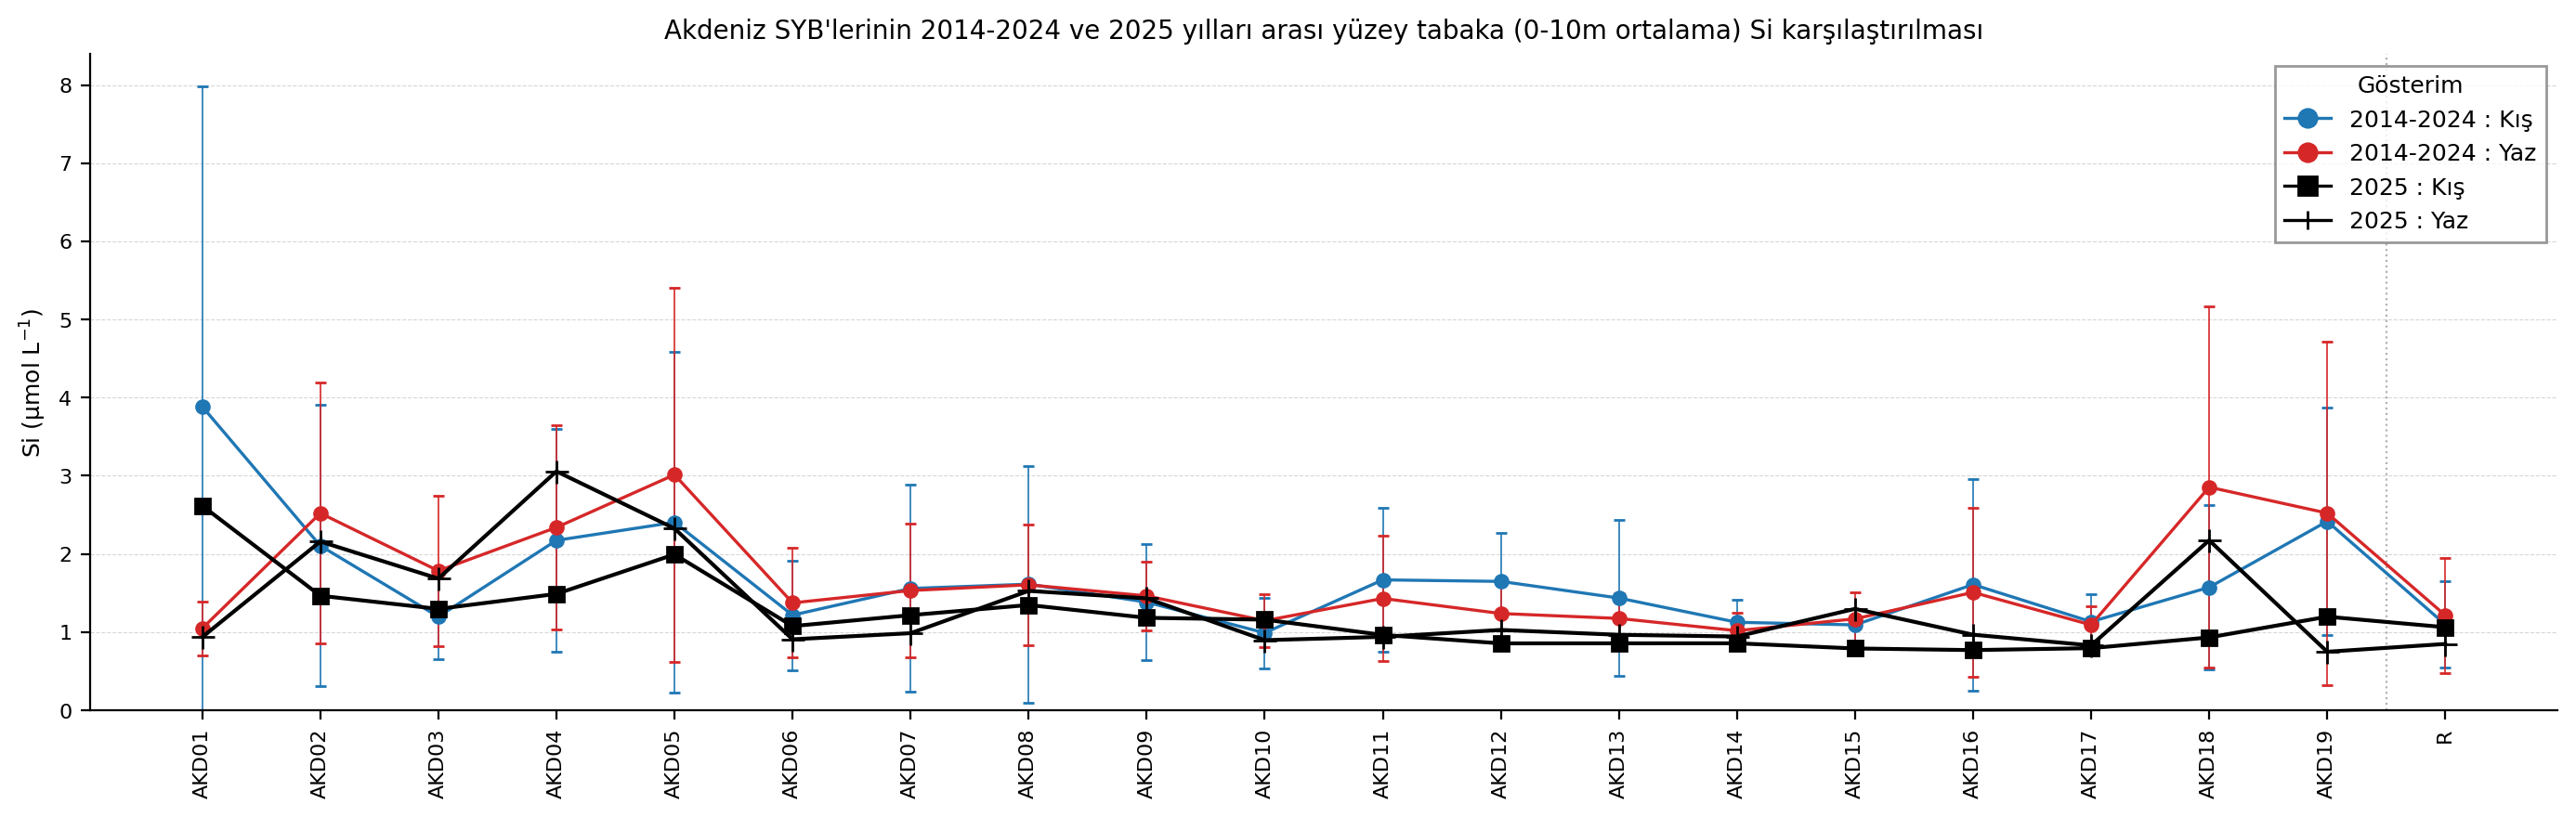 Akdeniz SYB'lerinin 2014-2024 ve 2025 yılları arası yüzey tabaka (0-10m ortalama) Si karşılaştırılması
Gösterim
2014-2024 : Kış
2014-2024 : Yaz
2025 : Kış
2025 : Yaz
Si (µmol L⁻¹)
8
7
6
5
4
3
2
1
0
AKD01
AKD02
AKD03
AKD04
AKD05
AKD06
AKD07
AKD08
AKD09
AKD10
AKD11
AKD12
AKD13
AKD14
AKD15
AKD16
AKD17
AKD18
AKD19
R